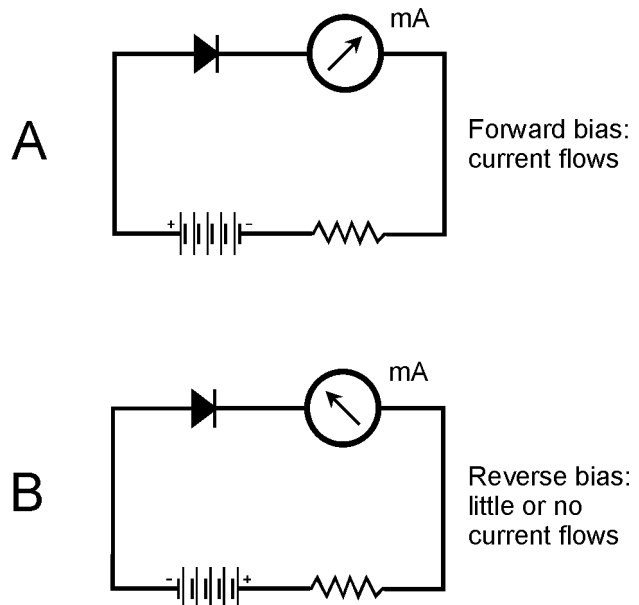 mA
A
Forward bias:
current flows
+ −
mA
B
Reverse bias:
little or no
current flows
- +